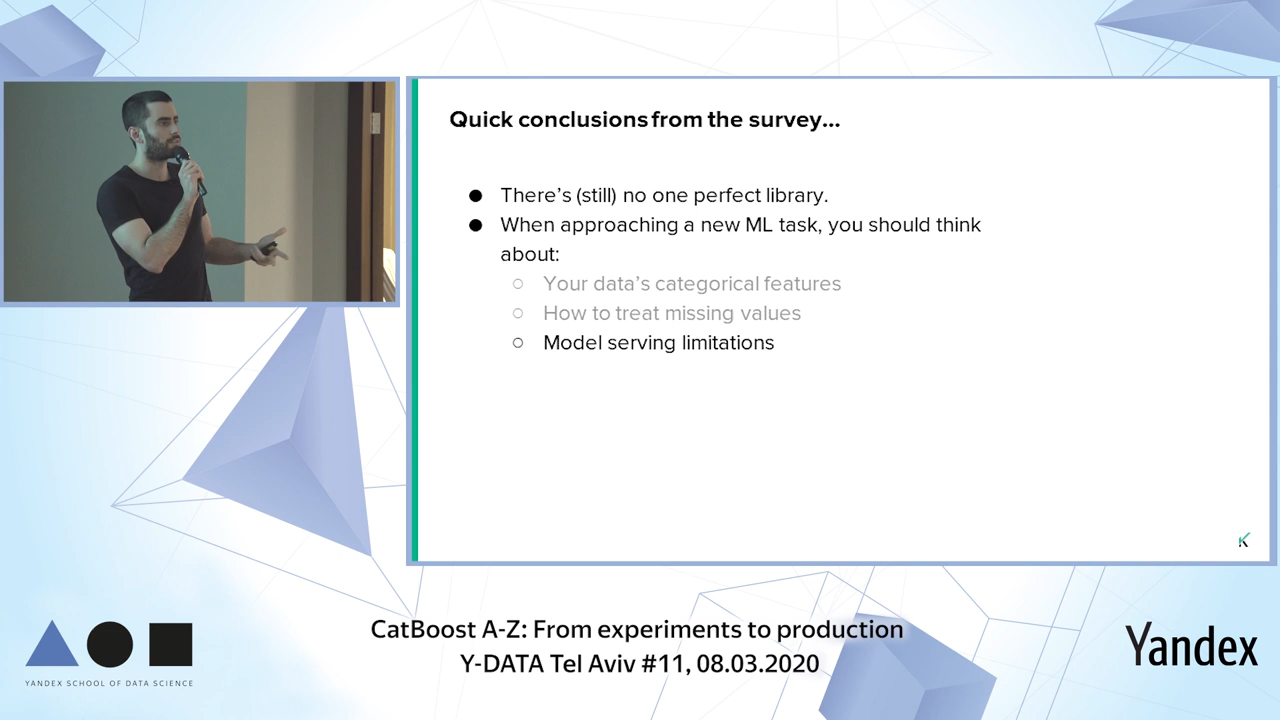 Quick conclusions from the survey...
● There's (still) no one perfect library.
● When approaching a new ML task, you should think
about:
○ Your data's categorical features
○ How to treat missing values
○ Model serving limitations
K
CatBoost A-Z: From experiments to production
Y-DATA Tel Aviv #11, 08.03.2020
YANDEX SCHOOL OF DATA SCIENCE
Yandex